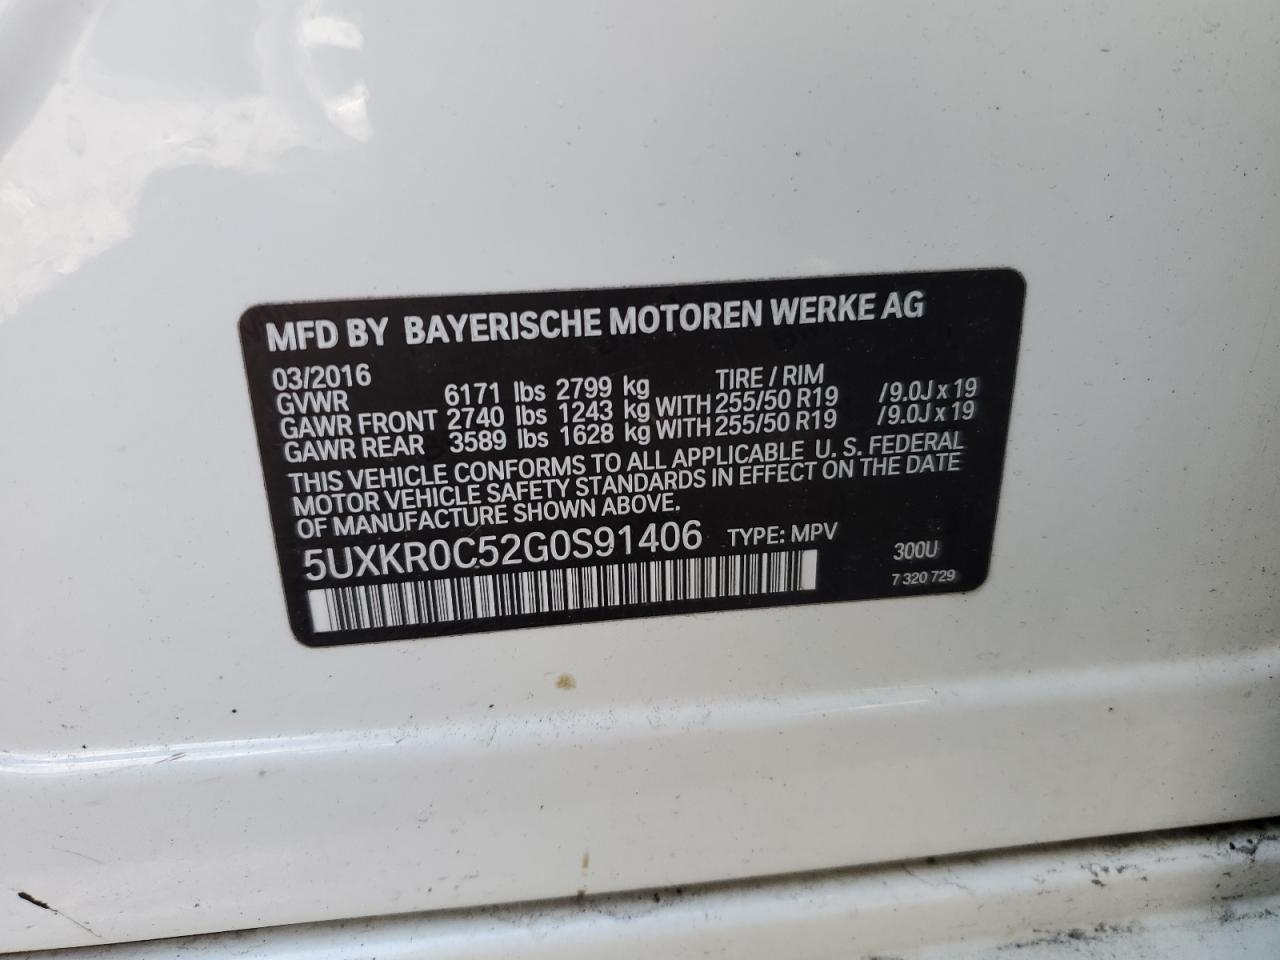 MFD BY BAYERISCHE MOTOREN WERKE AG
03/2016 TIRE / RIM
GVWR 6171 lbs 2799 kg
GAWR FRONT 2740 lbs 1243 kg WITH 255/50 R19 /9.0J x 19
GAWR REAR 3589 lbs 1628 kg WITH 255/50 R19 /9.0J x 19
THIS VEHICLE CONFORMS TO ALL APPLICABLE U. S. FEDERAL
MOTOR VEHICLE SAFETY STANDARDS IN EFFECT ON THE DATE
OF MANUFACTURE SHOWN ABOVE.
5UXKR0C52G0S91406 TYPE: MPV
300U
7 320 729